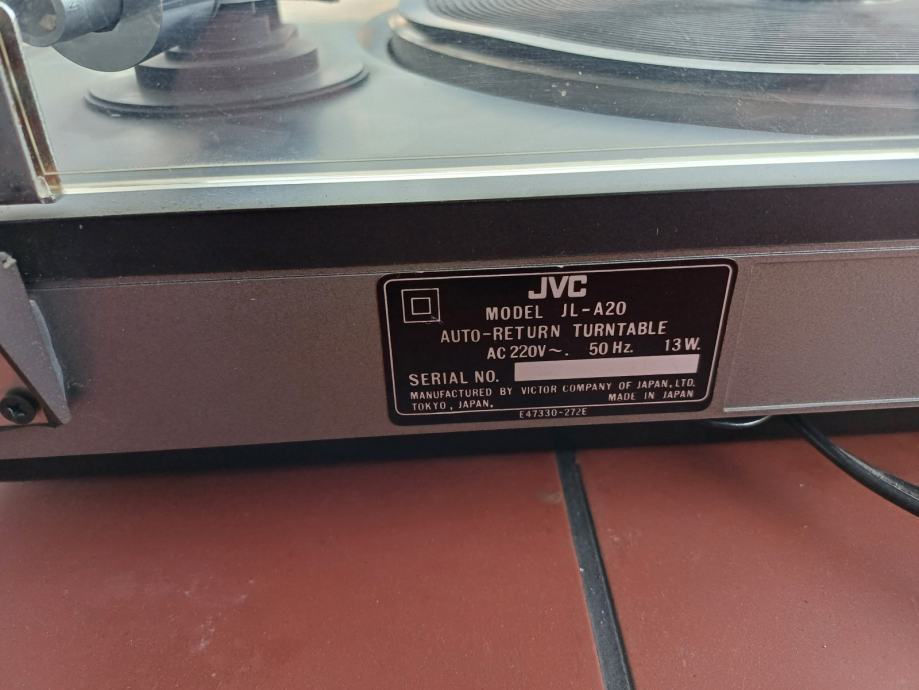 JVC
MODEL JL-A20
AUTO-RETURN TURNTABLE
AC 220V~. 50 Hz. 13 W.
SERIAL NO.
MANUFACTURED BY VICTOR COMPANY OF JAPAN, LTD.
TOKYO, JAPAN. MADE IN JAPAN
E47330-272E